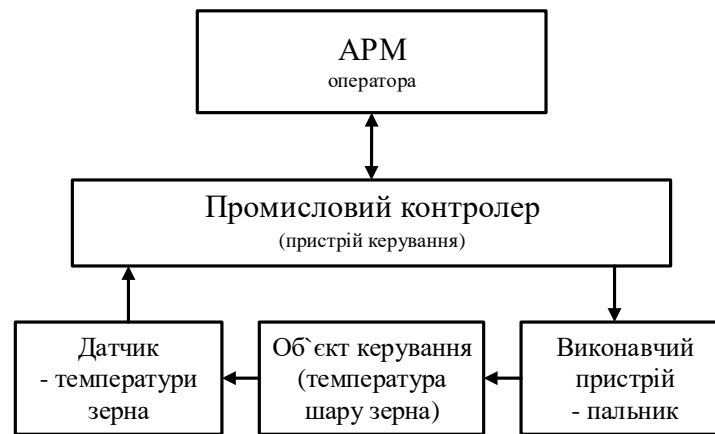 АРМ
оператора
Промисловий контролер
(пристрій керування)
Датчик
- температури
зерна
Об`єкт керування
(температура
шару зерна)
Виконавчий
пристрій
- пальник